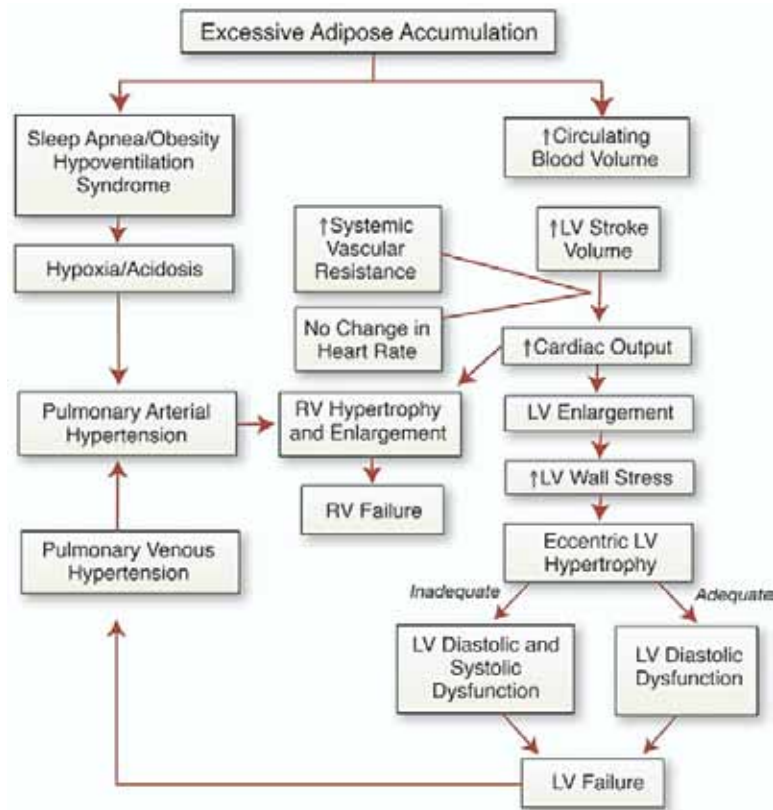 Excessive Adipose Accumulation
Sleep Apnea/Obesity
Hypoventilation
Syndrome
↑Circulating
Blood Volume
↑Systemic
Vascular
Resistance
↑LV Stroke
Volume
Hypoxia/Acidosis
No Change in
Heart Rate
↑Cardiac Output
Pulmonary Arterial
Hypertension
RV Hypertrophy
and Enlargement
LV Enlargement
↑LV Wall Stress
RV Failure
Pulmonary Venous
Hypertension
Eccentric LV
Hypertrophy
Inadequate
Adequate
LV Diastolic and
Systolic
Dysfunction
LV Diastolic
Dysfunction
LV Failure